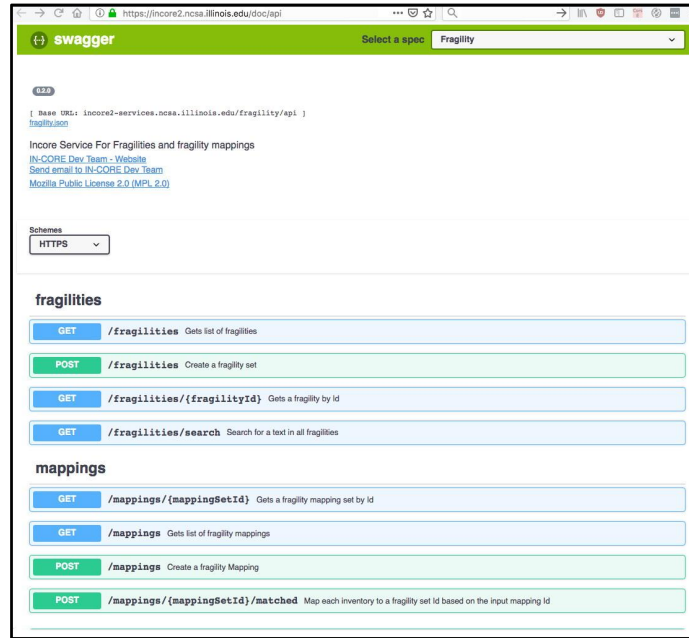 https://incore2.ncsa.illinois.edu/doc/api
swagger
Select a spec
Fragility
0.2.0
[ Base URL: incore2-services.ncsa.illinois.edu/fragility/api ]
fragility.json
Incore Service For Fragilities and fragility mappings
IN-CORE Dev Team - Website
Send email to IN-CORE Dev Team
Mozilla Public License 2.0 (MPL 2.0)
Schemes
HTTPS
fragilities
GET /fragilities Gets list of fragilities
POST /fragilities Create a fragility set
GET /fragilities/{fragilityId} Gets a fragility by Id
GET /fragilities/search Search for a text in all fragilities
mappings
GET /mappings/{mappingSetId} Gets a fragility mapping set by Id
GET /mappings Gets list of fragility mappings
POST /mappings Create a fragility Mapping
POST /mappings/{mappingSetId}/matched Map each inventory to a fragility set Id based on the input mapping Id